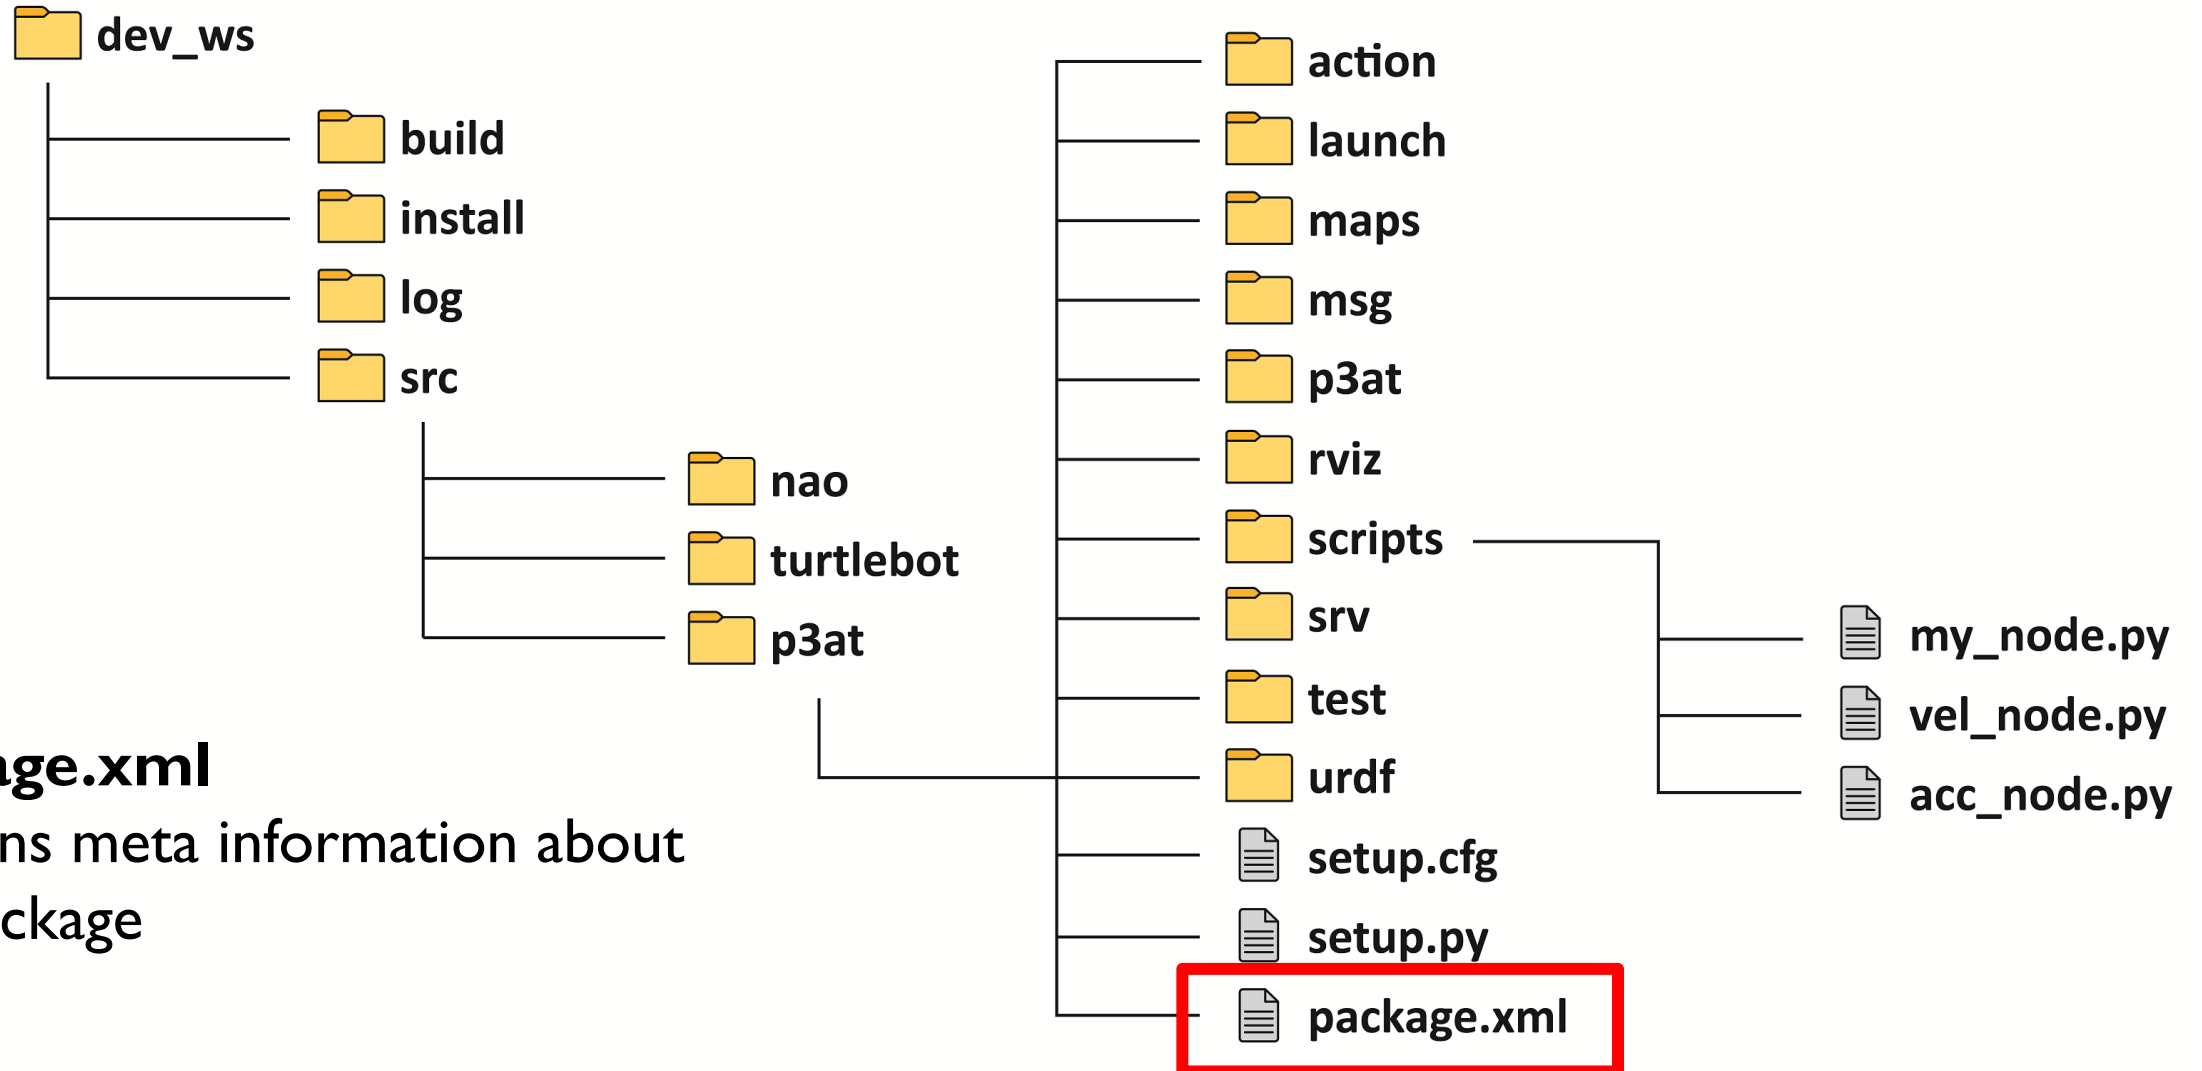 dev_ws
build
install
log
src
nao
turtlebot
p3at
action
launch
maps
msg
p3at
rviz
scripts
srv
test
urdf
setup.cfg
setup.py
package.xml
my_node.py
vel_node.py
acc_node.py
age.xml
ns meta information about
ckage